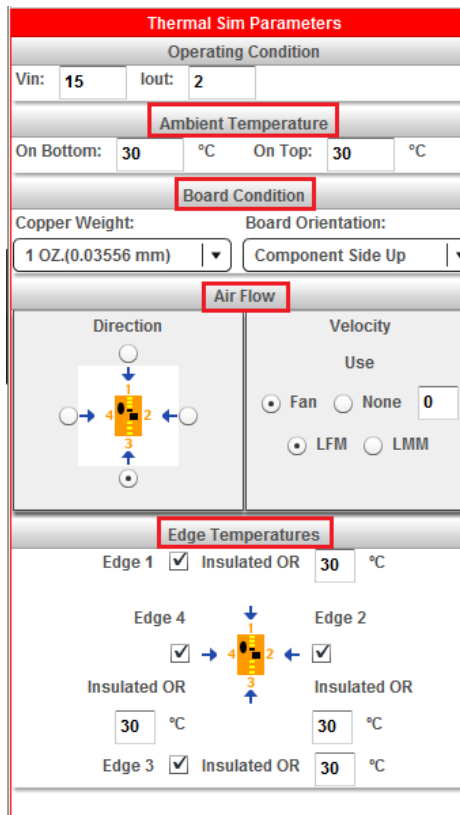 Thermal Sim Parameters
Operating Condition
Vin: 15 Iout: 2
Ambient Temperature
On Bottom: 30 °C On Top: 30 °C
Board Condition
Copper Weight: Board Orientation:
1 OZ.(0.03556 mm) Component Side Up
Air Flow
Direction Velocity
Use
1
Fan None 0
4 2
LFM LMM
3
Edge Temperatures
Edge 1 Insulated OR 30 °C
Edge 4 Edge 2
1
4 2
3
Insulated OR Insulated OR
30 °C 30 °C
Edge 3 Insulated OR 30 °C